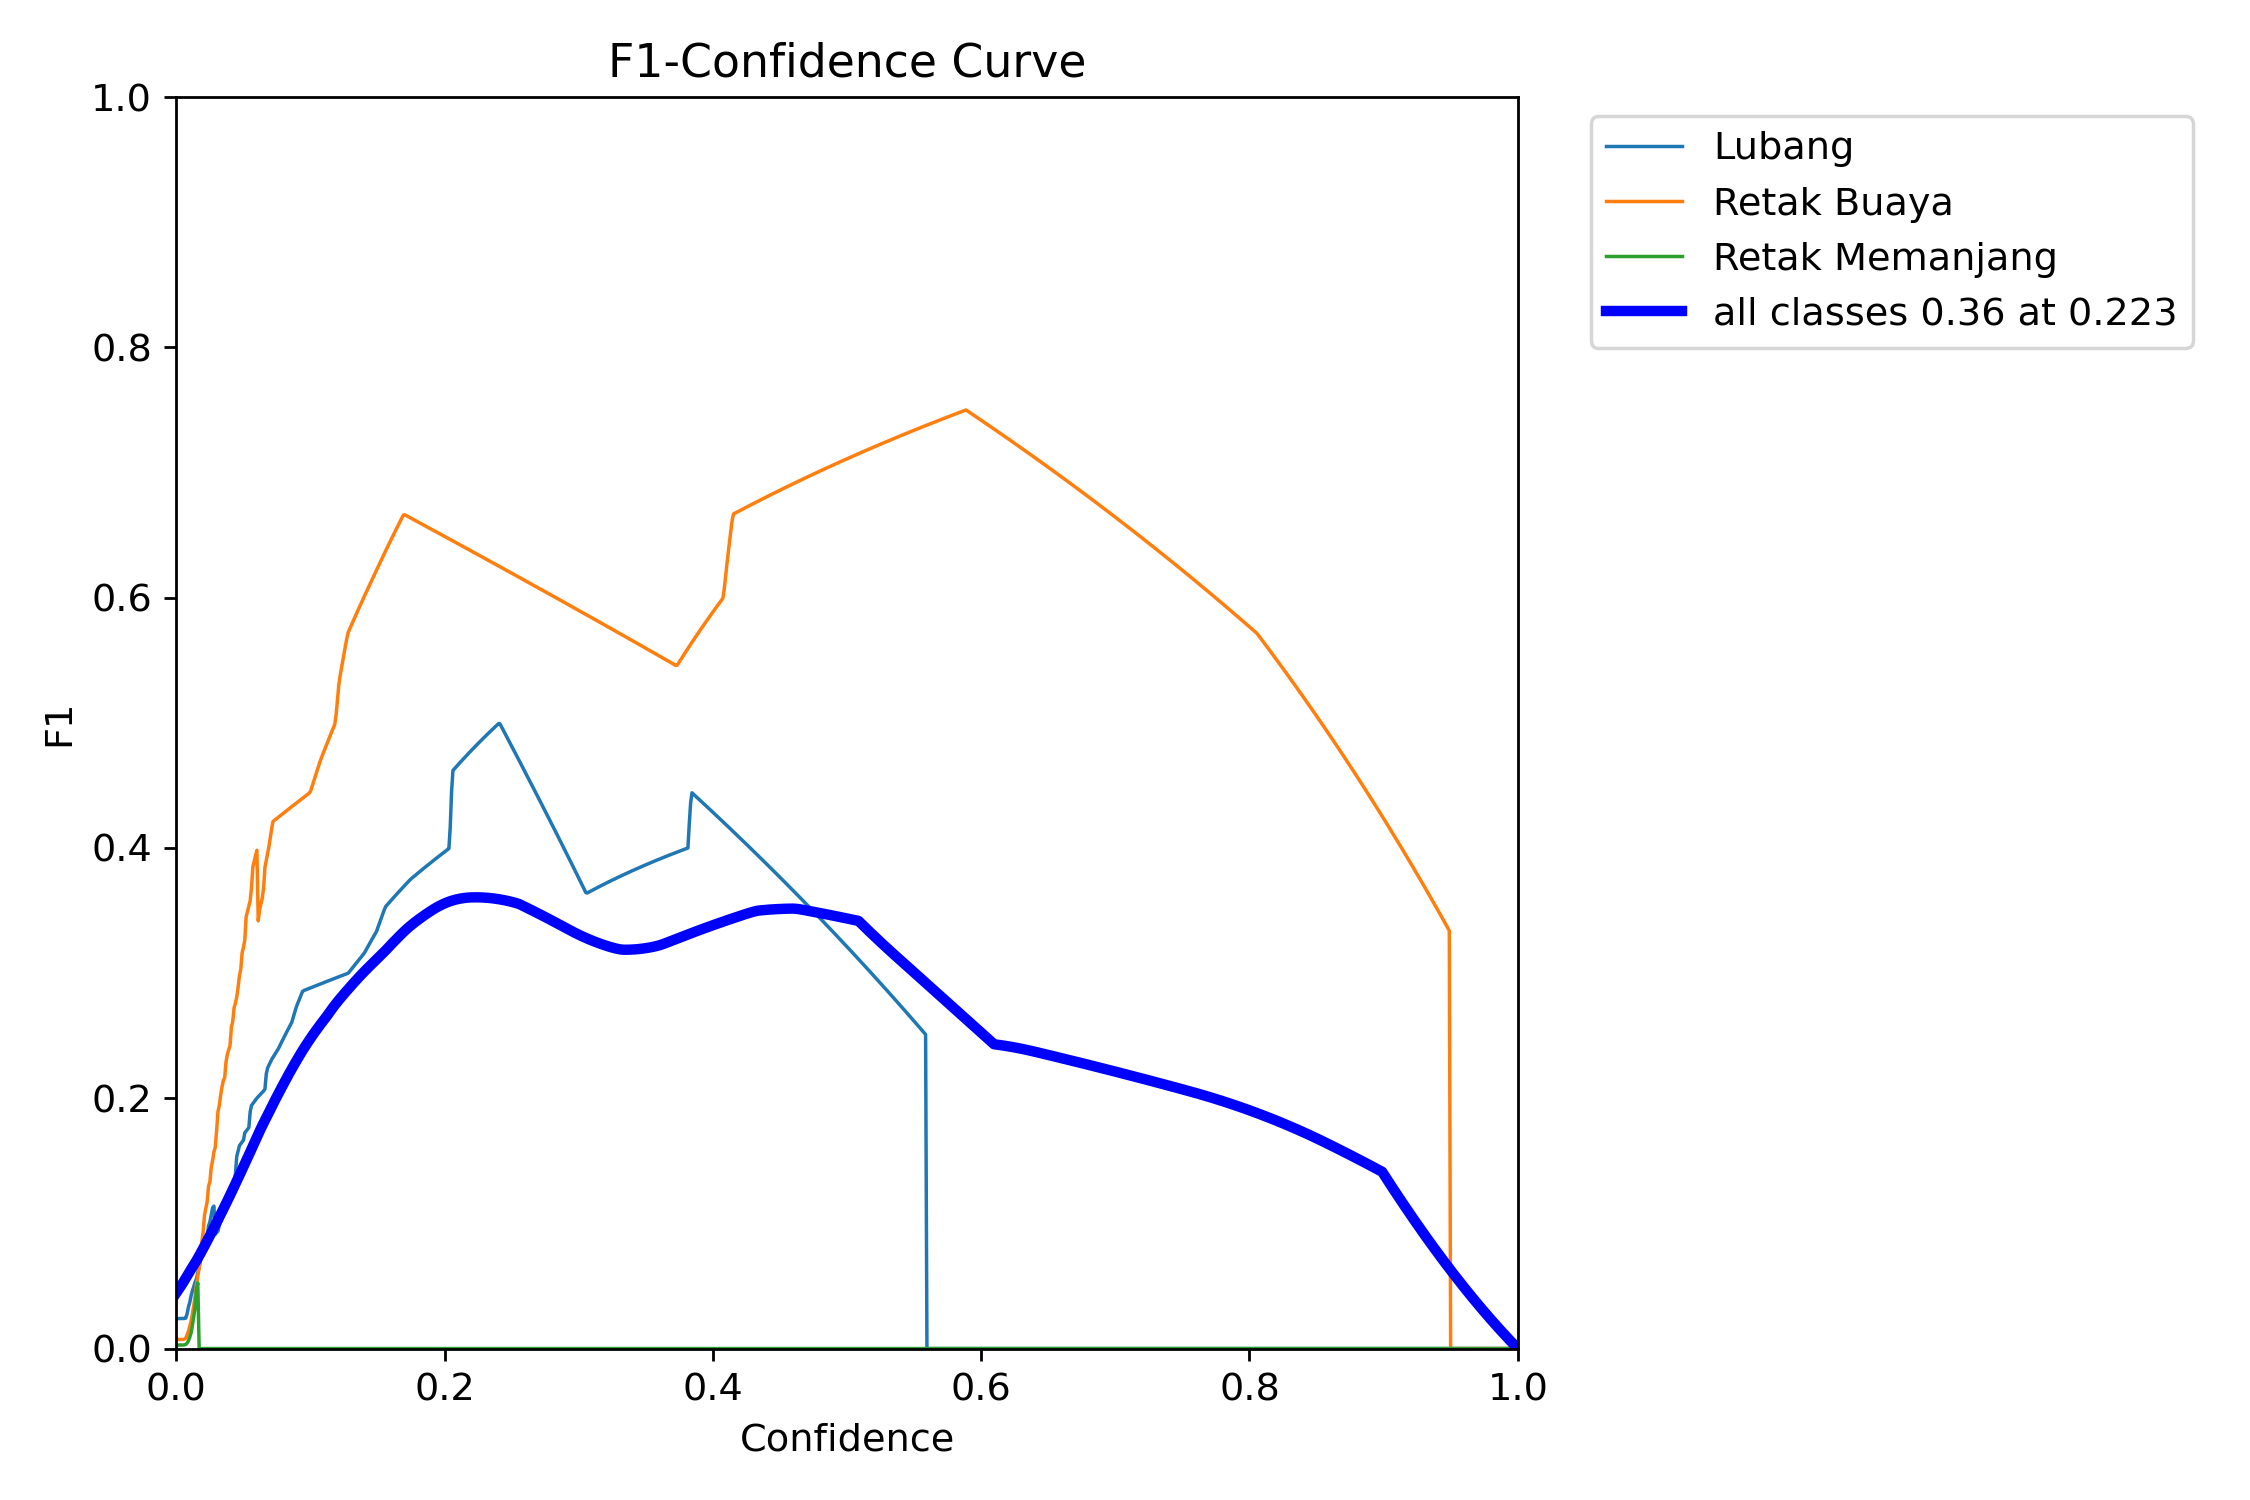 F1-Confidence Curve
1.0
0.8
0.6
0.4
0.2
0.0
F1
0.0 0.2 0.4 0.6 0.8 1.0
Confidence
Lubang
Retak Buaya
Retak Memanjang
all classes 0.36 at 0.223